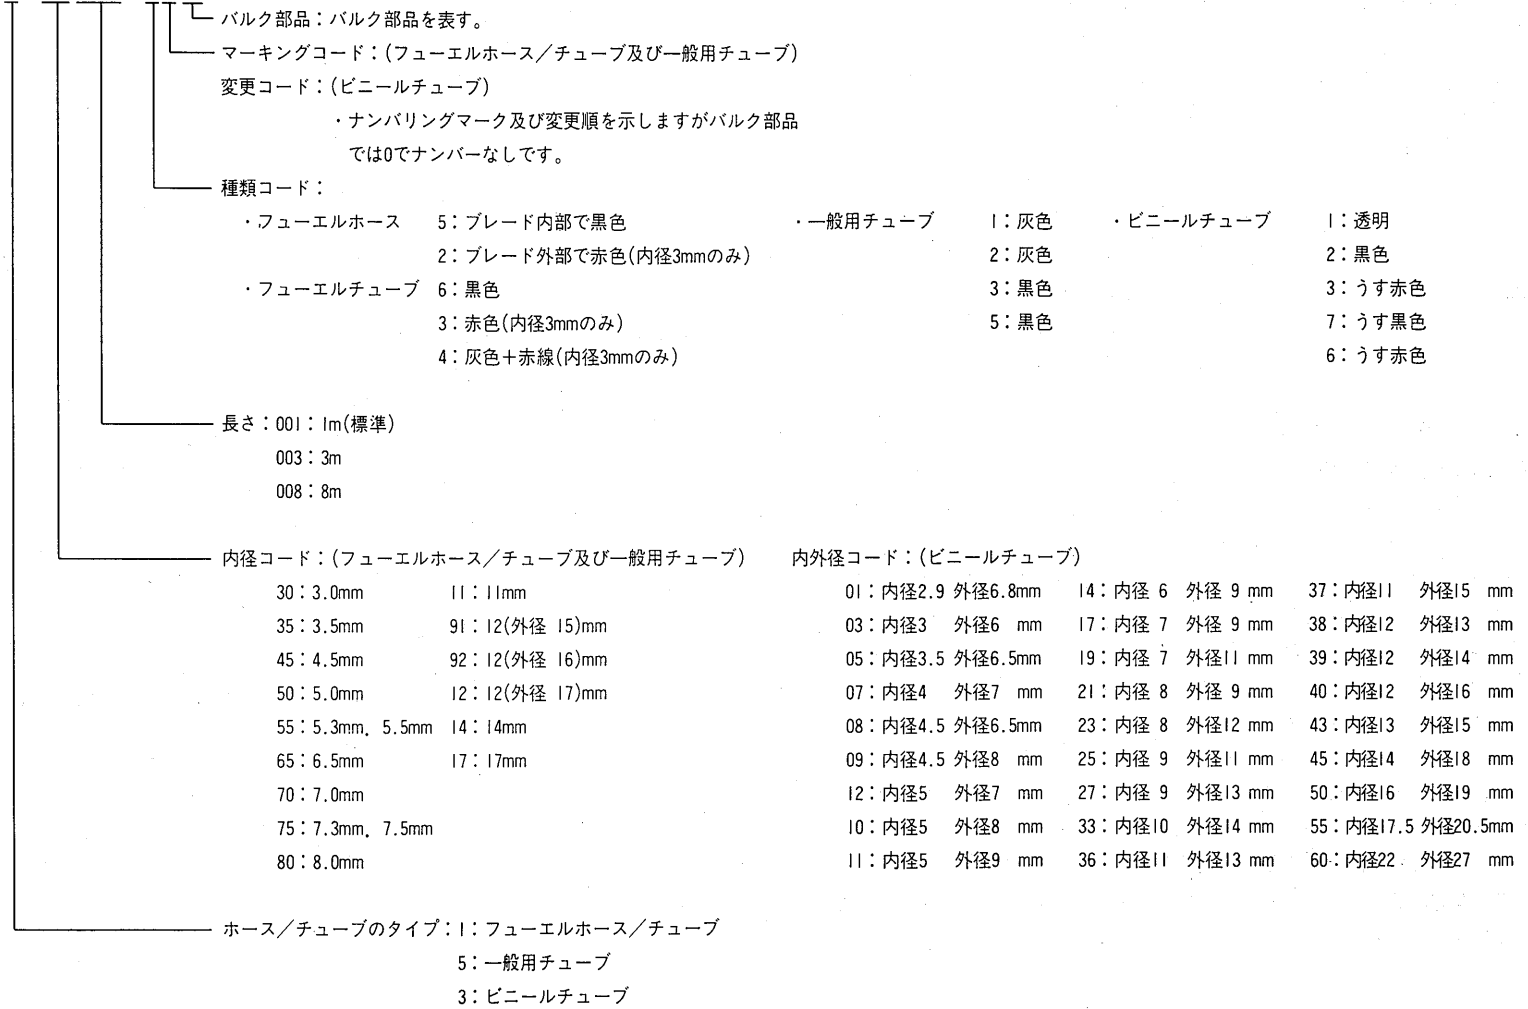 バルク部品：バルク部品を表す。
マーキングコード：(フューエルホース／チューブ及び一般用チューブ)
変更コード：(ビニールチューブ)
・ナンバリングマーク及び変更順を示しますがバルク部品
では0でナンバーなしです。
種類コード：
・フューエルホース 5：ブレード内部で黒色 ・一般用チューブ 1：灰色 ・ビニールチューブ 1：透明
2：ブレード外部で赤色(内径3mmのみ) 2：灰色 2：黒色
・フューエルチューブ 6：黒色 3：黒色 3：うす赤色
3：赤色(内径3mmのみ) 5：黒色 7：うす黒色
4：灰色＋赤線(内径3mmのみ) 6：うす赤色
長さ：001：1m(標準)
003：3m
008：8m
内径コード：(フューエルホース／チューブ及び一般用チューブ) 内外径コード：(ビニールチューブ)
30：3.0mm 11：11mm 01：内径2.9 外径6.8mm 14：内径 6 外径 9 mm 37：内径11 外径15 mm
35：3.5mm 91：12(外径 15)mm 03：内径3 外径6 mm 17：内径 7 外径 9 mm 38：内径12 外径13 mm
45：4.5mm 92：12(外径 16)mm 05：内径3.5 外径6.5mm 19：内径 7 外径11 mm 39：内径12 外径14 mm
50：5.0mm 12：12(外径 17)mm 07：内径4 外径7 mm 21：内径 8 外径 9 mm 40：内径12 外径16 mm
55：5.3mm. 5.5mm 14：14mm 08：内径4.5 外径6.5mm 23：内径 8 外径12 mm 43：内径13 外径15 mm
65：6.5mm 17：17mm 09：内径4.5 外径8 mm 25：内径 9 外径11 mm 45：内径14 外径18 mm
70：7.0mm 12：内径5 外径7 mm 27：内径 9 外径13 mm 50：内径16 外径19 mm
75：7.3mm. 7.5mm 10：内径5 外径8 mm 33：内径10 外径14 mm 55：内径17.5 外径20.5mm
80：8.0mm 11：内径5 外径9 mm 36：内径11 外径13 mm 60：内径22 外径27 mm
ホース／チューブのタイプ：1：フューエルホース／チューブ
5：一般用チューブ
3：ビニールチューブ